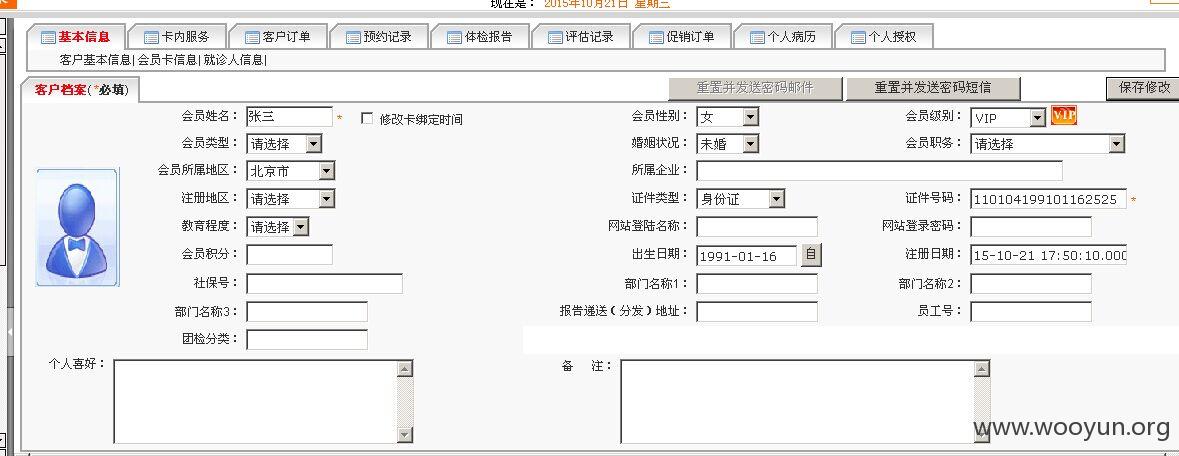 现在是： 2015年10月21日 星期三
基本信息 卡内服务 客户订单 预约记录 体检报告 评估记录 促销订单 个人病历 个人授权
客户基本信息| 会员卡信息| 就诊人信息|
客户档案(*必填) 重置并发送密码邮件 重置并发送密码短信 保存修改
会员姓名： 张三 * 修改卡绑定时间 会员性别： 女 会员级别： VIP VIP
会员类型： 请选择 婚姻状况： 未婚 会员职务： 请选择
会员所属地区： 北京市 所属企业：
注册地区： 请选择 证件类型： 身份证 证件号码： 110104199101162525 *
教育程度： 请选择 网站登陆名称： 网站登录密码：
会员积分： 出生日期： 1991-01-16 自 注册日期： 15-10-21 17:50:10.000
社保号： 部门名称1： 部门名称2：
部门名称3： 报告递送（分发）地址： 员工号：
团检分类：
个人喜好： 备 注：
www.wooyun.org